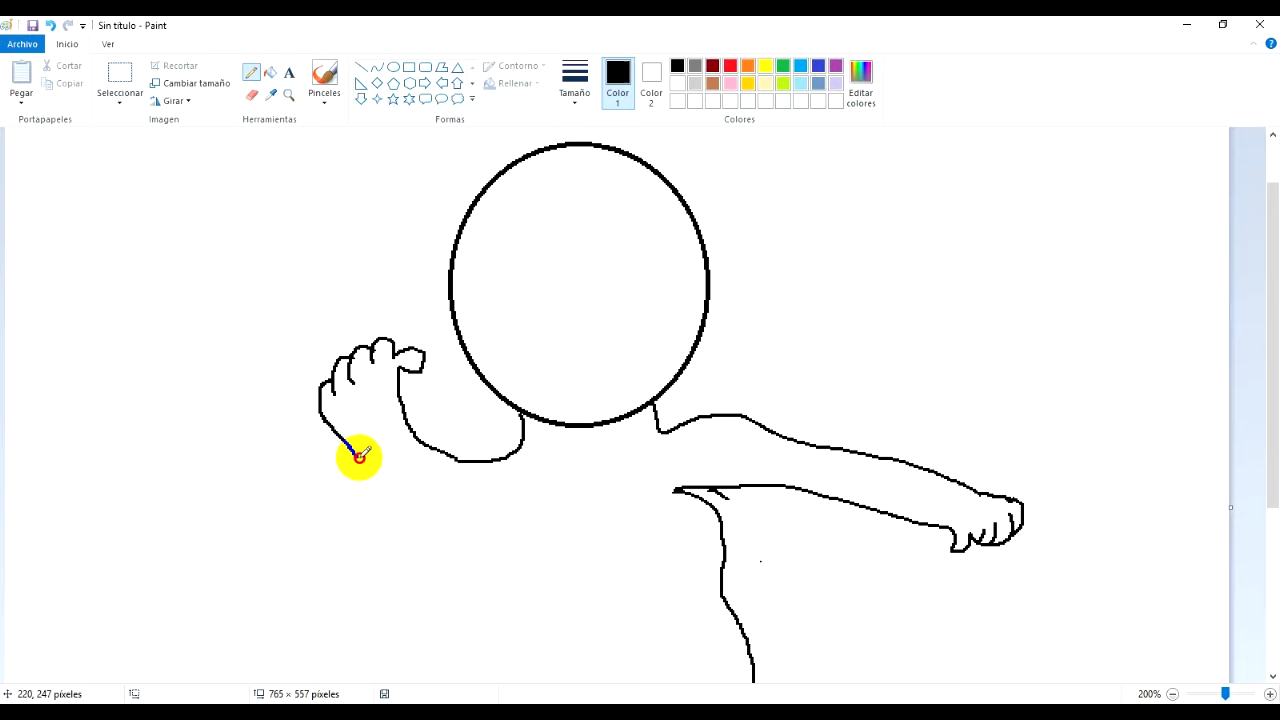 Sin título - Paint
Archivo Inicio Ver
Pegar
Cortar
Copiar
Portapapeles
Seleccionar
Recortar
Cambiar tamaño
Girar
Imagen
A
Herramientas
Pinceles
Contorno
Rellenar
Formas
Tamaño
Color 1
Color 2
Editar colores
Colores
220, 247 píxeles
765 × 557 píxeles
200%